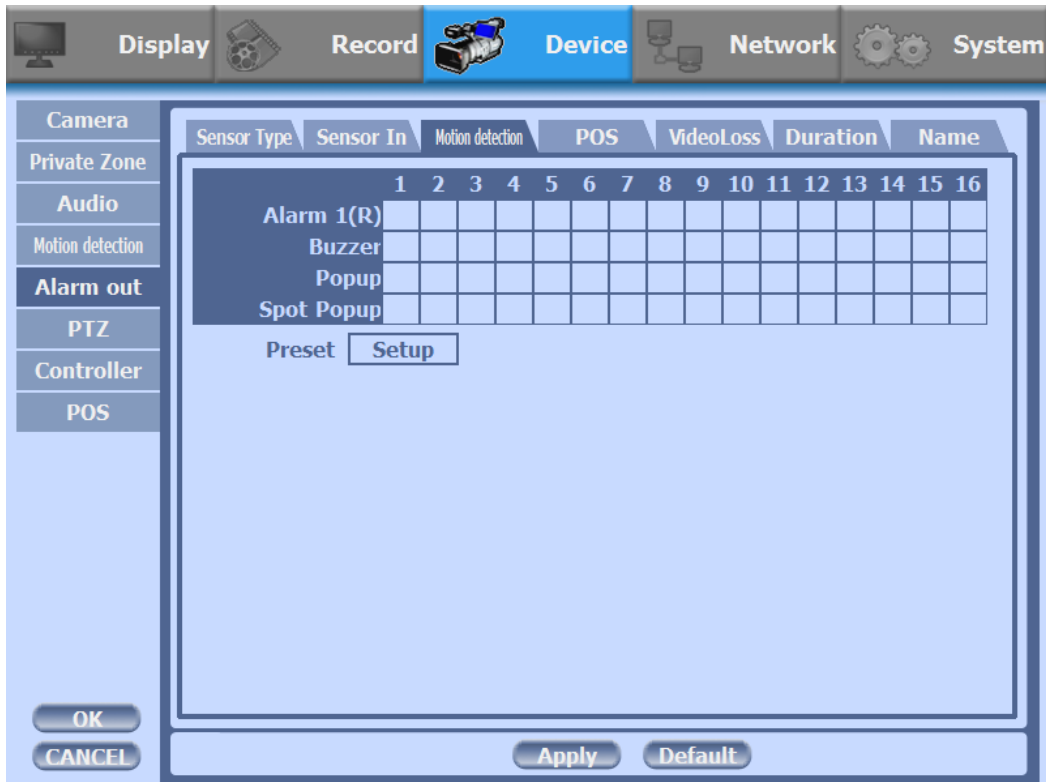 Display Record Device Network System
Camera
Private Zone
Audio
Motion detection
Alarm out
PTZ
Controller
POS
Sensor Type Sensor In Motion detection POS VideoLoss Duration Name
1 2 3 4 5 6 7 8 9 10 11 12 13 14 15 16
Alarm 1(R)
Buzzer
Popup
Spot Popup
Preset Setup
OK
CANCEL
Apply Default